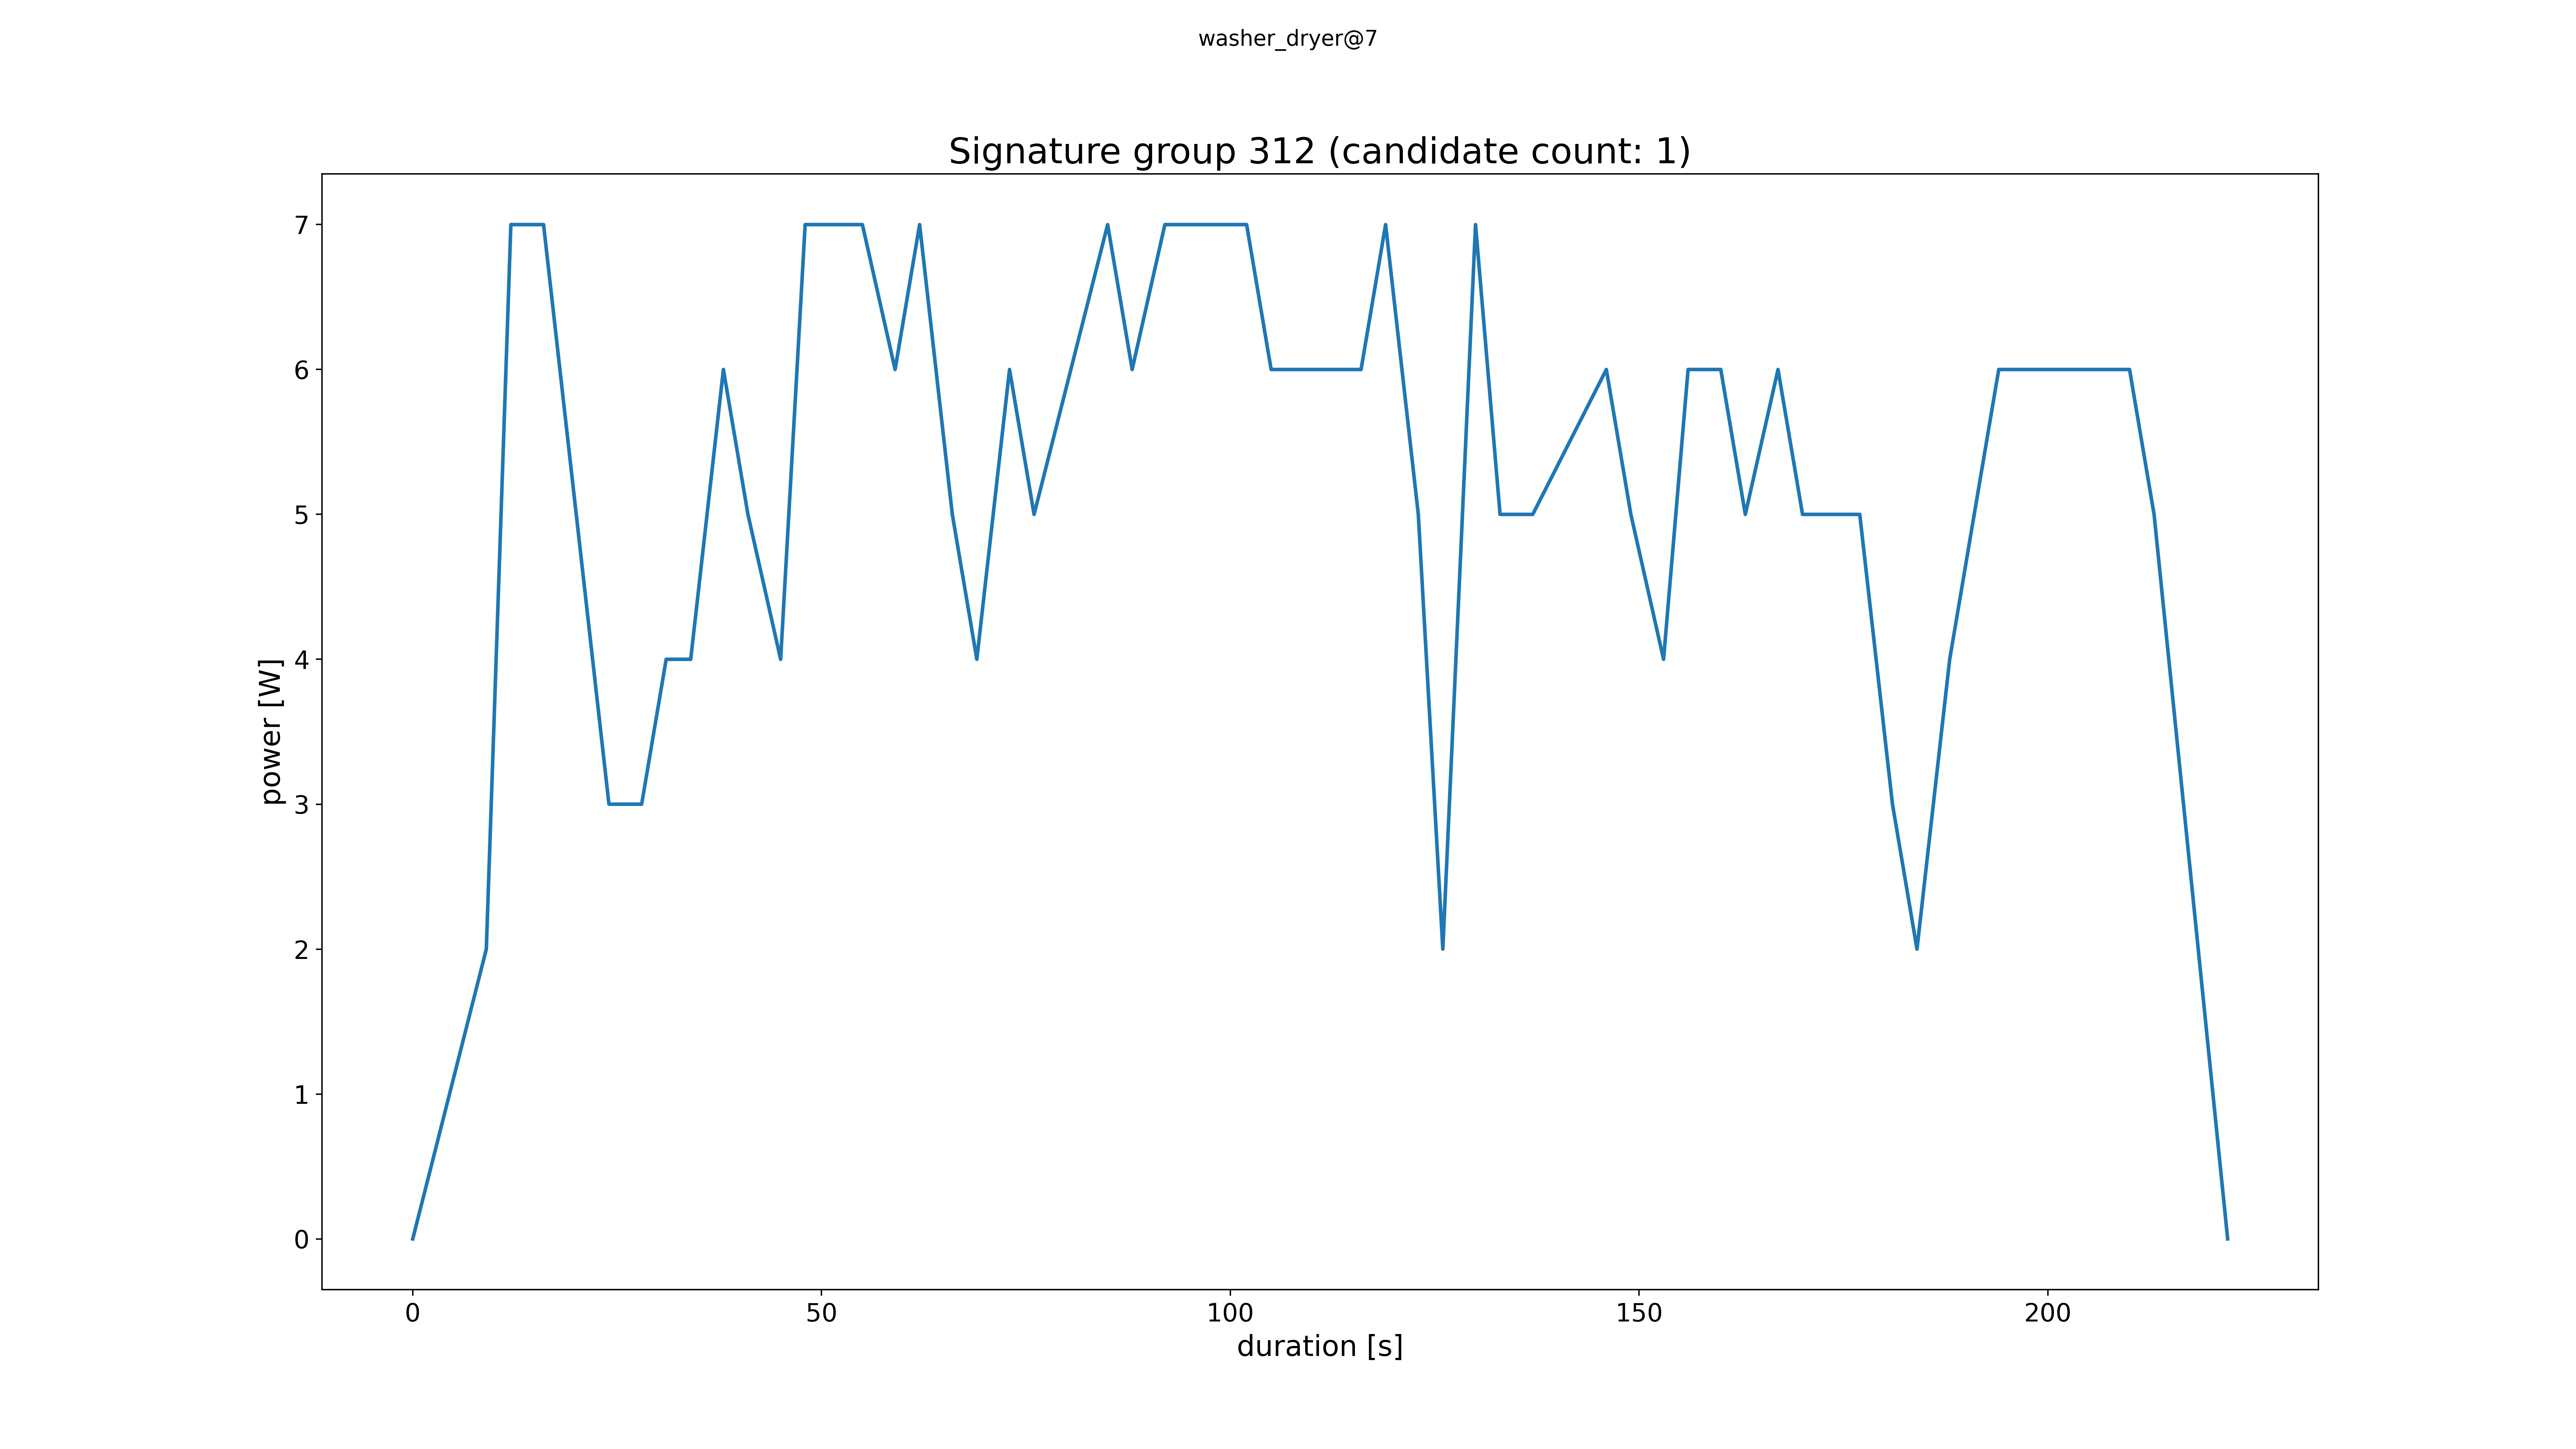 washer_dryer@7
Signature group 312 (candidate count: 1)
power [W]
7
6
5
4
3
2
1
0
0 50 100 150 200
duration [s]